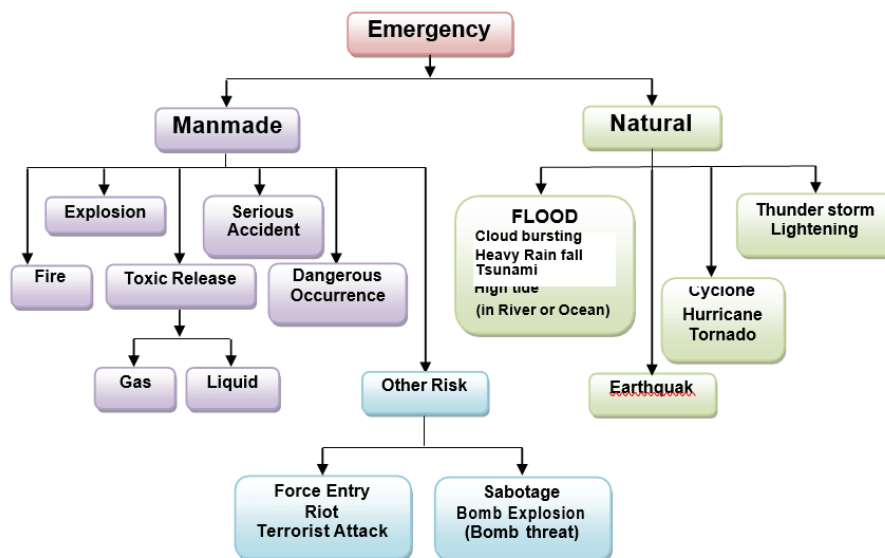 Emergency
Manmade
Natural
Explosion
Serious
Accident
Fire
Toxic Release
Dangerous
Occurrence
Gas
Liquid
Other Risk
Force Entry
Riot
Terrorist Attack
Sabotage
Bomb Explosion
(Bomb threat)
FLOOD
Cloud bursting
Heavy Rain fall
Tsunami
High tide
(in River or Ocean)
Earthquak
Cyclone
Hurricane
Tornado
Thunder storm
Lightening